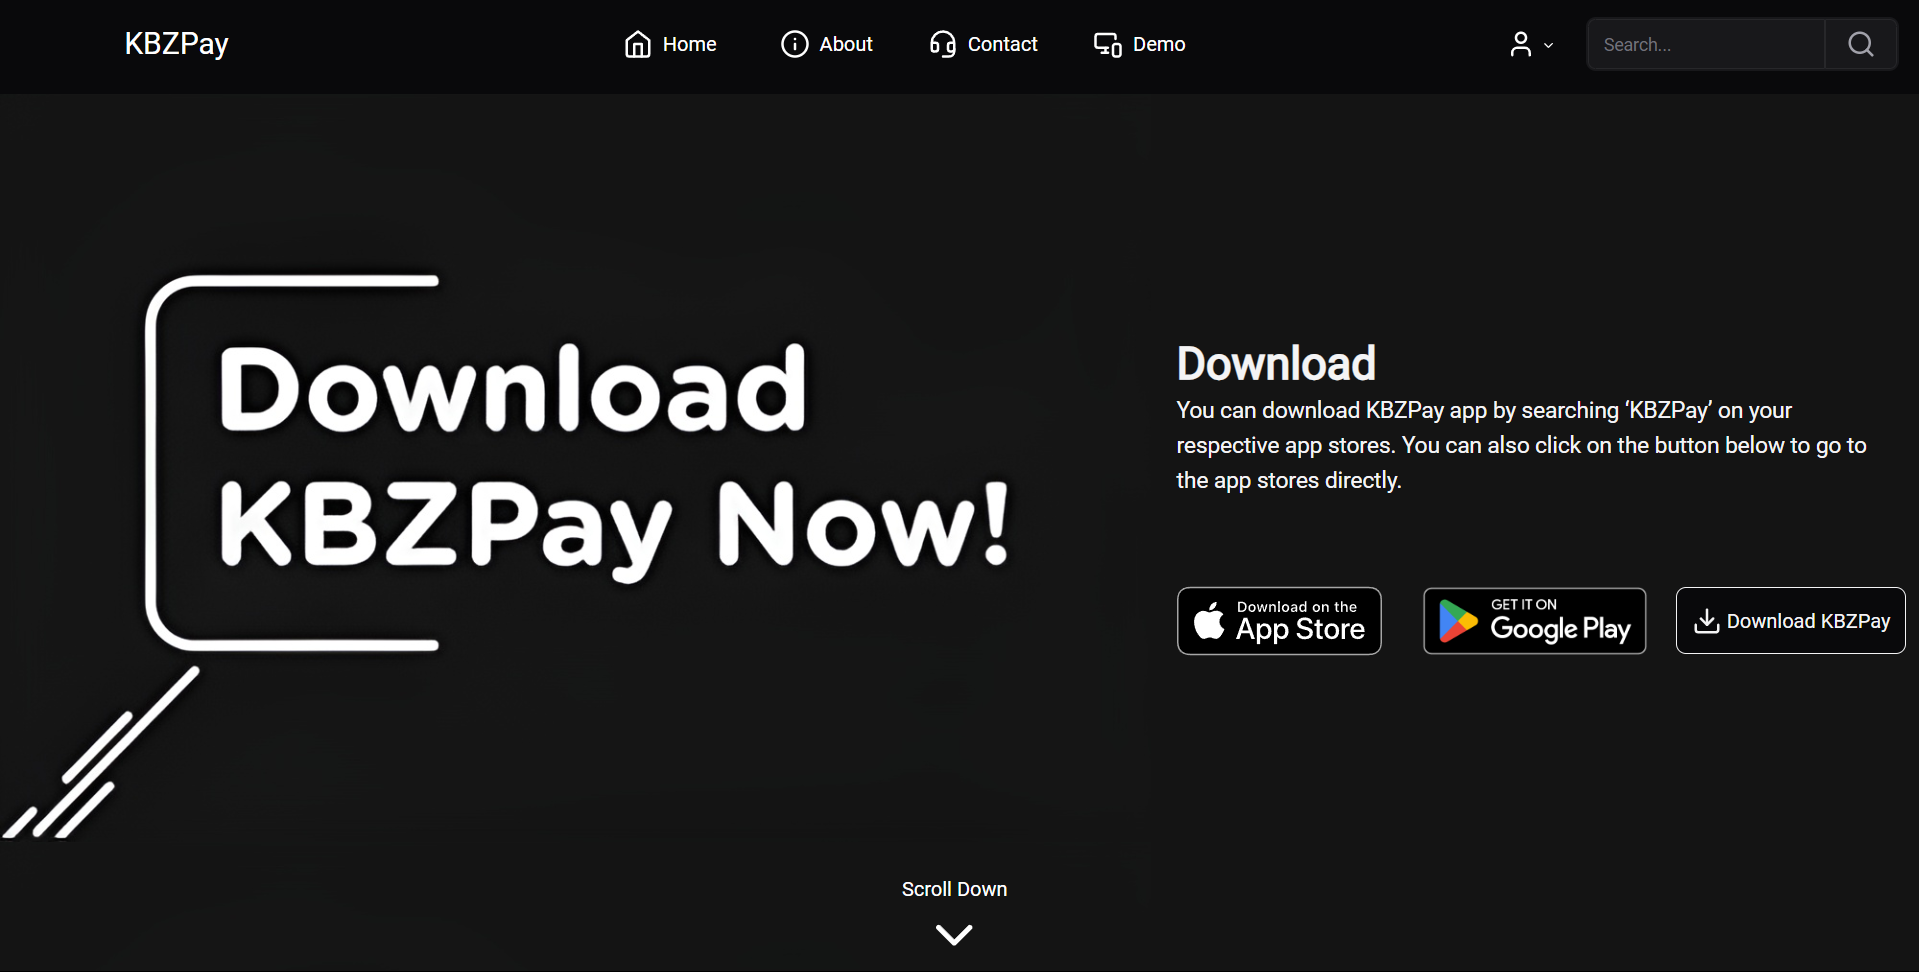 KBZPay
Home
About
Contact
Demo
Search...
Download
KBZPay Now!
Download
You can download KBZPay app by searching ‘KBZPay’ on your
respective app stores. You can also click on the button below to go to
the app stores directly.
Download on the
App Store
GET IT ON
Google Play
Download KBZPay
Scroll Down